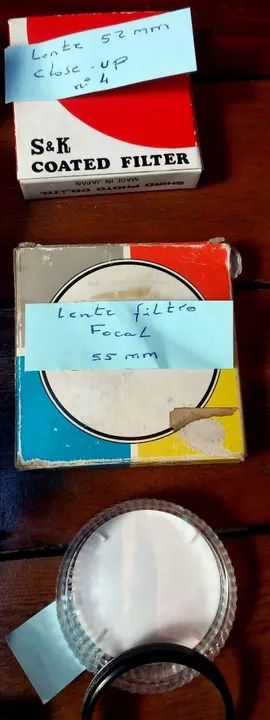 Lente 52 mm
close-up
nº 4
S&K
COATED FILTER
SHIRO PHOTO CO., LTD.
MADE IN JAPAN
Lente filtro
Focal
55 mm